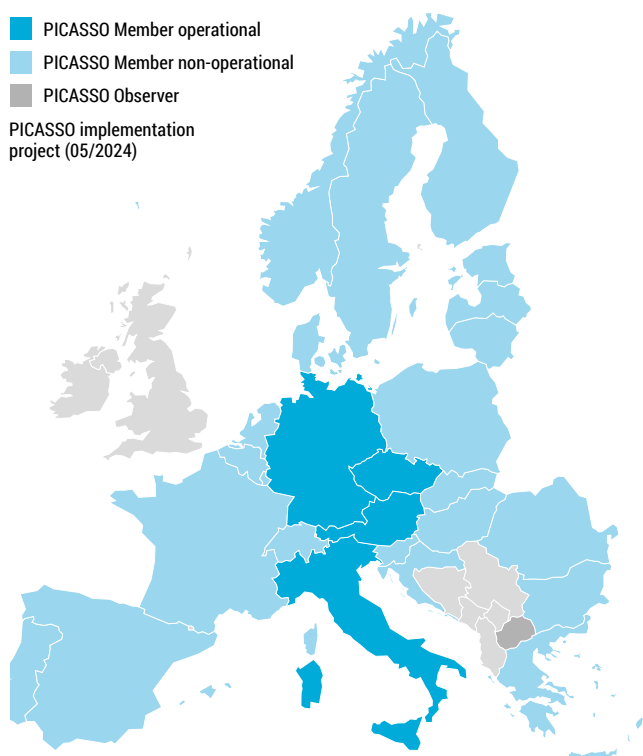 PICASSO Member operational
PICASSO Member non-operational
PICASSO Observer
PICASSO implementation
project (05/2024)